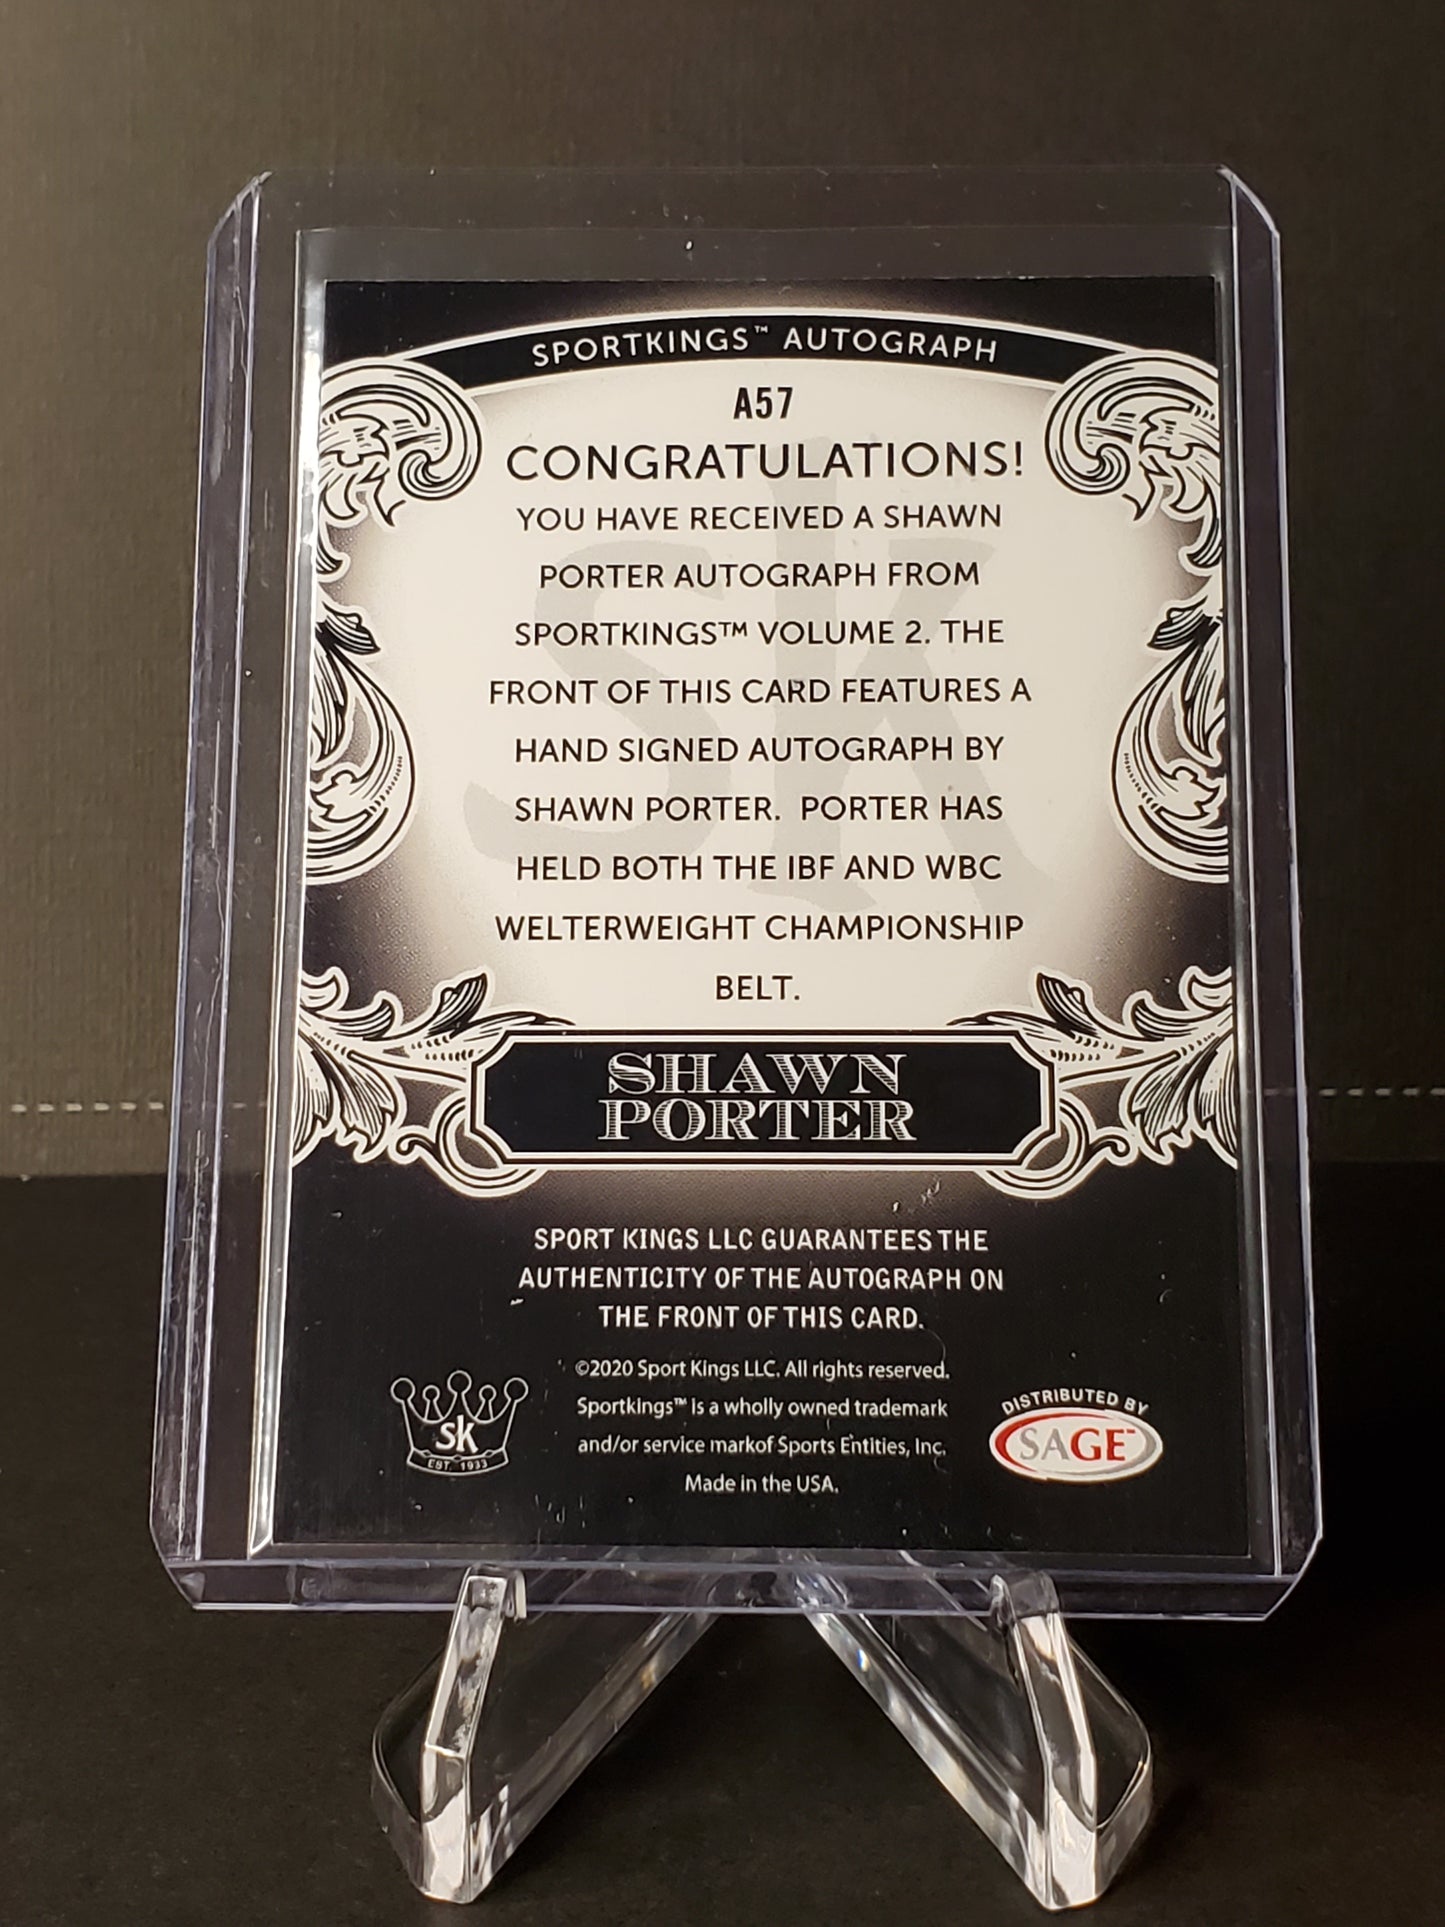 SPORTKINGS™ AUTOGRAPH
A57
CONGRATULATIONS!
YOU HAVE RECEIVED A SHAWN
PORTER AUTOGRAPH FROM
SPORTKINGS™ VOLUME 2. THE
FRONT OF THIS CARD FEATURES A
HAND SIGNED AUTOGRAPH BY
SHAWN PORTER. PORTER HAS
HELD BOTH THE IBF AND WBC
WELTERWEIGHT CHAMPIONSHIP
BELT.
SHAWN
PORTER
SPORT KINGS LLC GUARANTEES THE
AUTHENTICITY OF THE AUTOGRAPH ON
THE FRONT OF THIS CARD.
©2020 Sport Kings LLC. All rights reserved.
Sportkings™ is a wholly owned trademark
and/or service markof Sports Entities, Inc.
Made in the USA.
SK
EST. 1933
DISTRIBUTED BY
SAGE™